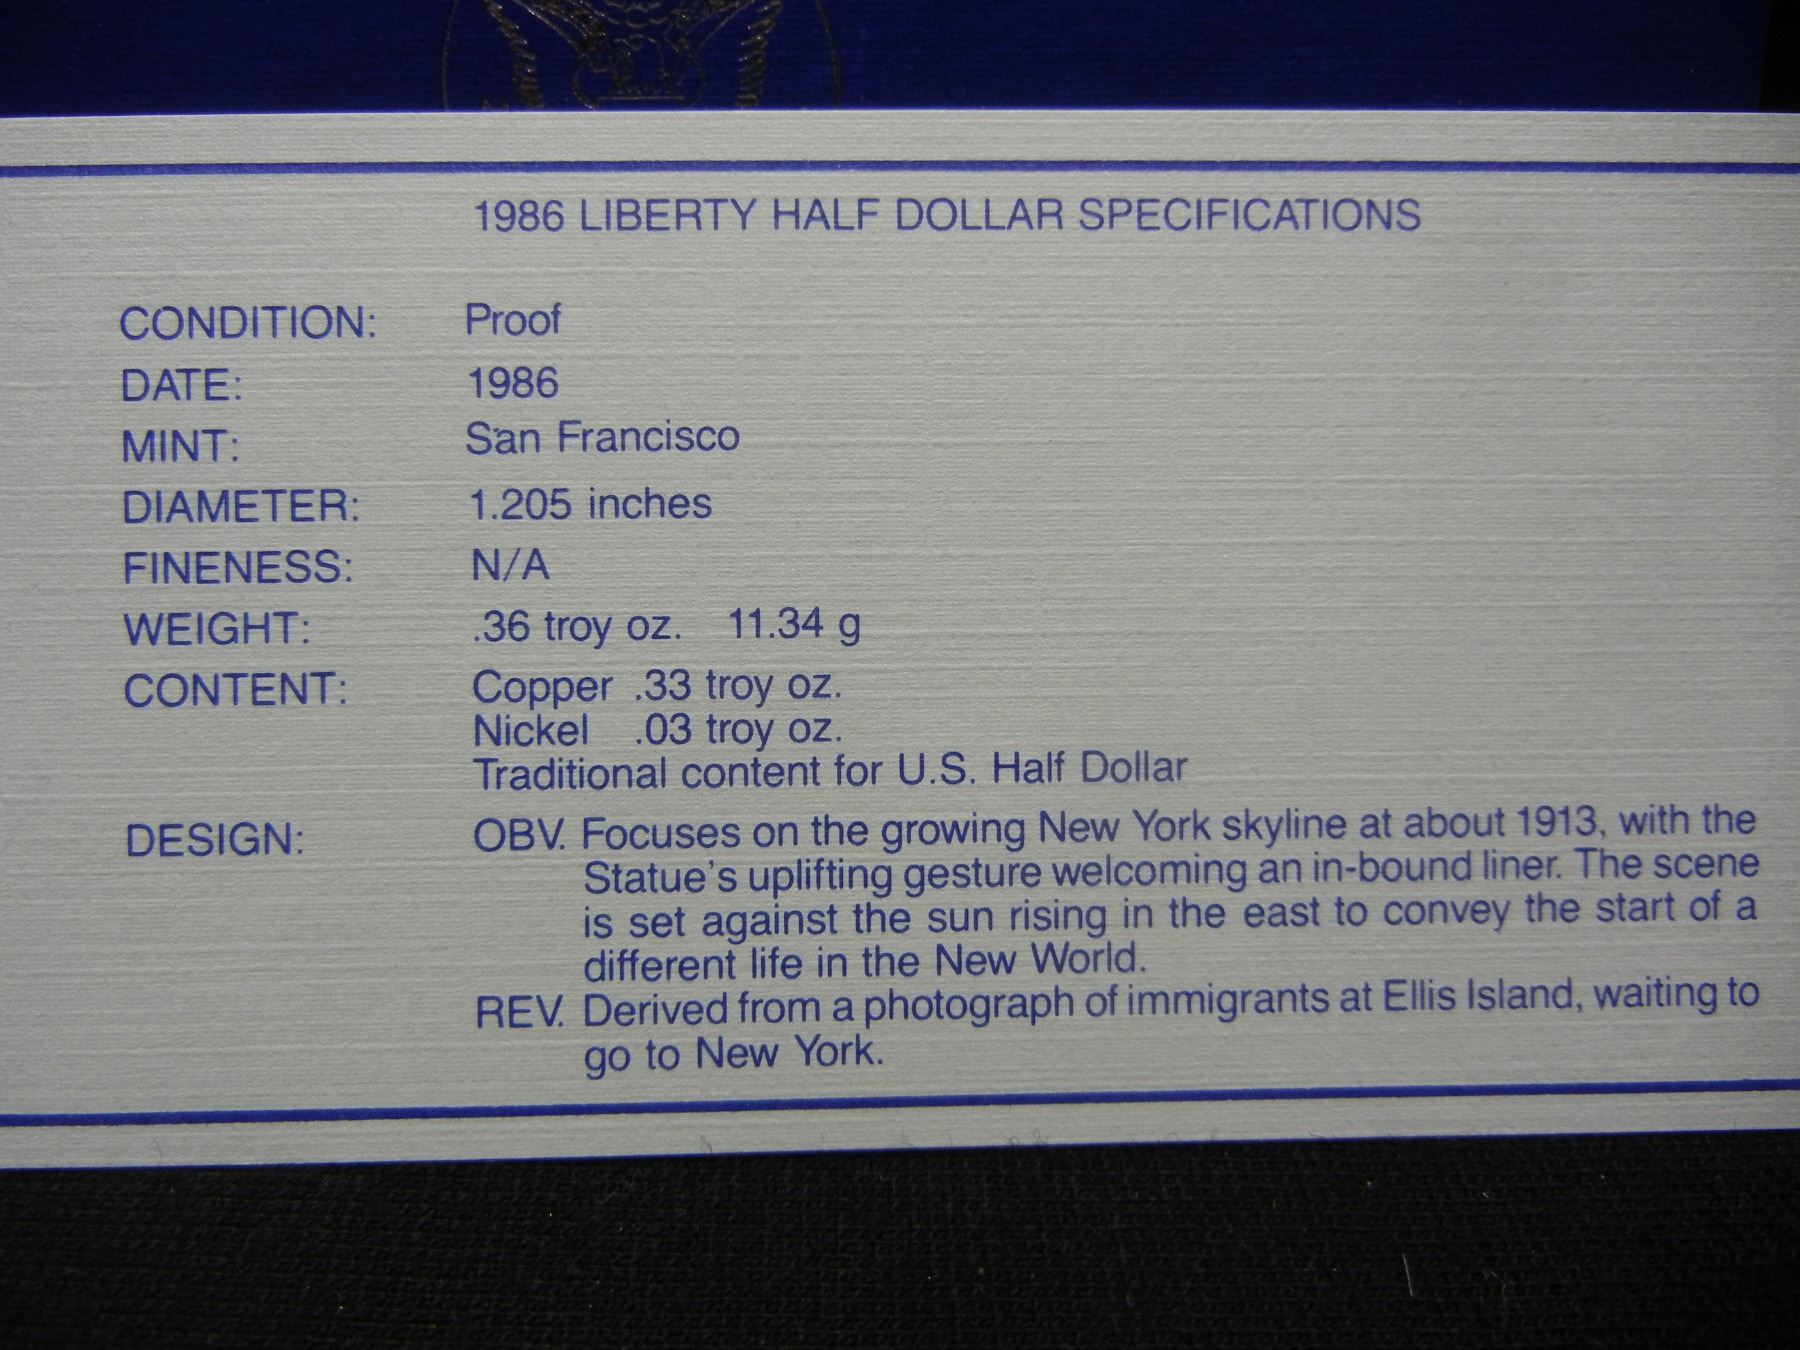 1986 LIBERTY HALF DOLLAR SPECIFICATIONS
CONDITION: Proof
DATE: 1986
MINT: San Francisco
DIAMETER: 1.205 inches
FINENESS: N/A
WEIGHT: .36 troy oz. 11.34 g
CONTENT: Copper .33 troy oz.
Nickel .03 troy oz.
Traditional content for U.S. Half Dollar
DESIGN: OBV. Focuses on the growing New York skyline at about 1913, with the
Statue's uplifting gesture welcoming an in-bound liner. The scene
is set against the sun rising in the east to convey the start of a
different life in the New World.
REV. Derived from a photograph of immigrants at Ellis Island, waiting to
go to New York.